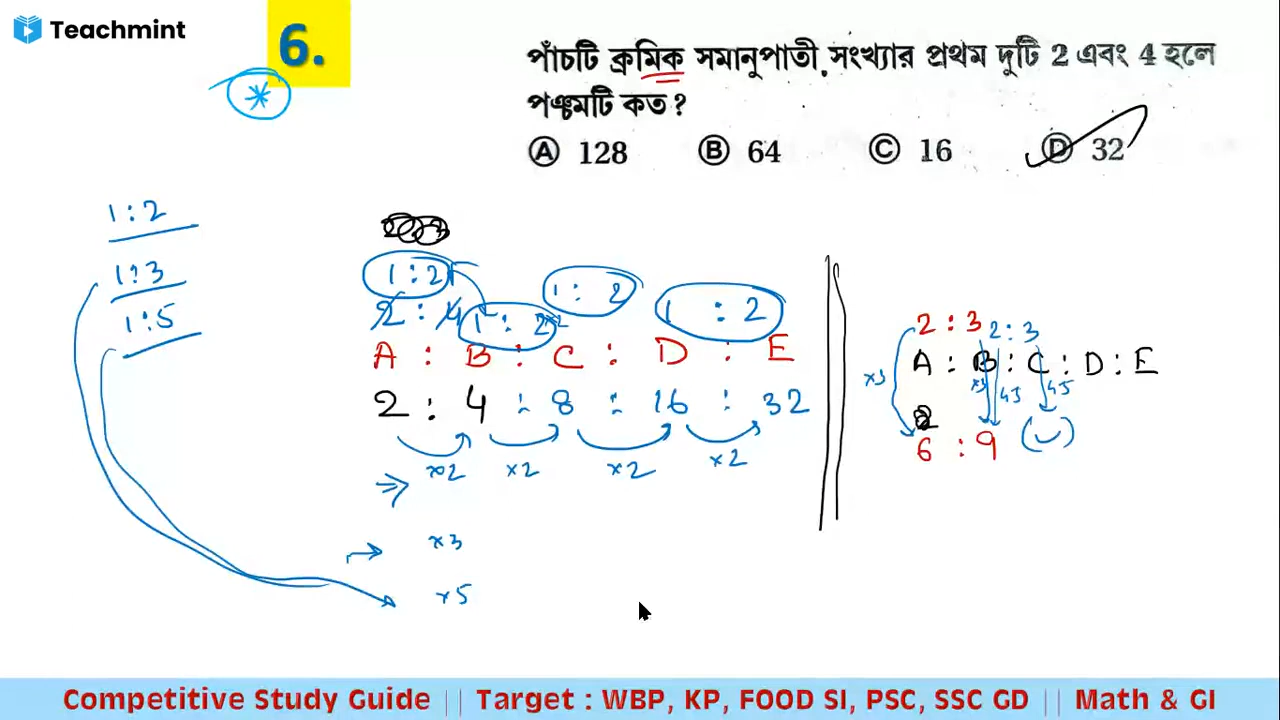 Teachmint
6.
পাঁচটি ক্রমিক সমানুপাতী সংখ্যার প্রথম দুটি 2 এবং 4 হলে
পঞ্চমটি কত ?
Ⓐ 128 Ⓑ 64 Ⓒ 16 Ⓓ 32
1 : 2
1 : 3
1 : 5
1 : 2
1 : 2
1 : 2
2 : 4
1 : 2
A : B : C : D : E
2 : 4 : 8 : 16 : 32
×2 ×2 ×2 ×2
×3
×5
2 : 3 2 : 3
A : B : C : D : E
×3 ×3
6 : 9
Competitive Study Guide || Target : WBP, KP, FOOD SI, PSC, SSC GD || Math & GI